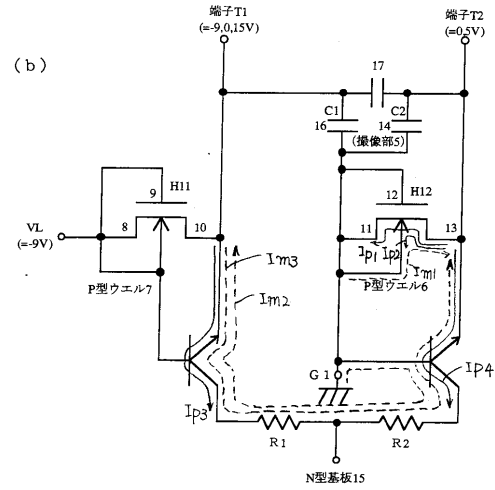 端子T1
(=-9,0,15V)
端子T2
(=0,5V)
(b)
17
C1
C2
16
14
(撮像部5)
9
H11
12
H12
VL
(=-9V)
8
10
11
13
Ip1
Ip2
Im3
P型ウエル7
P型ウエル6
Im1
Im2
G1
Ip3
Ip4
R1
R2
N型基板15